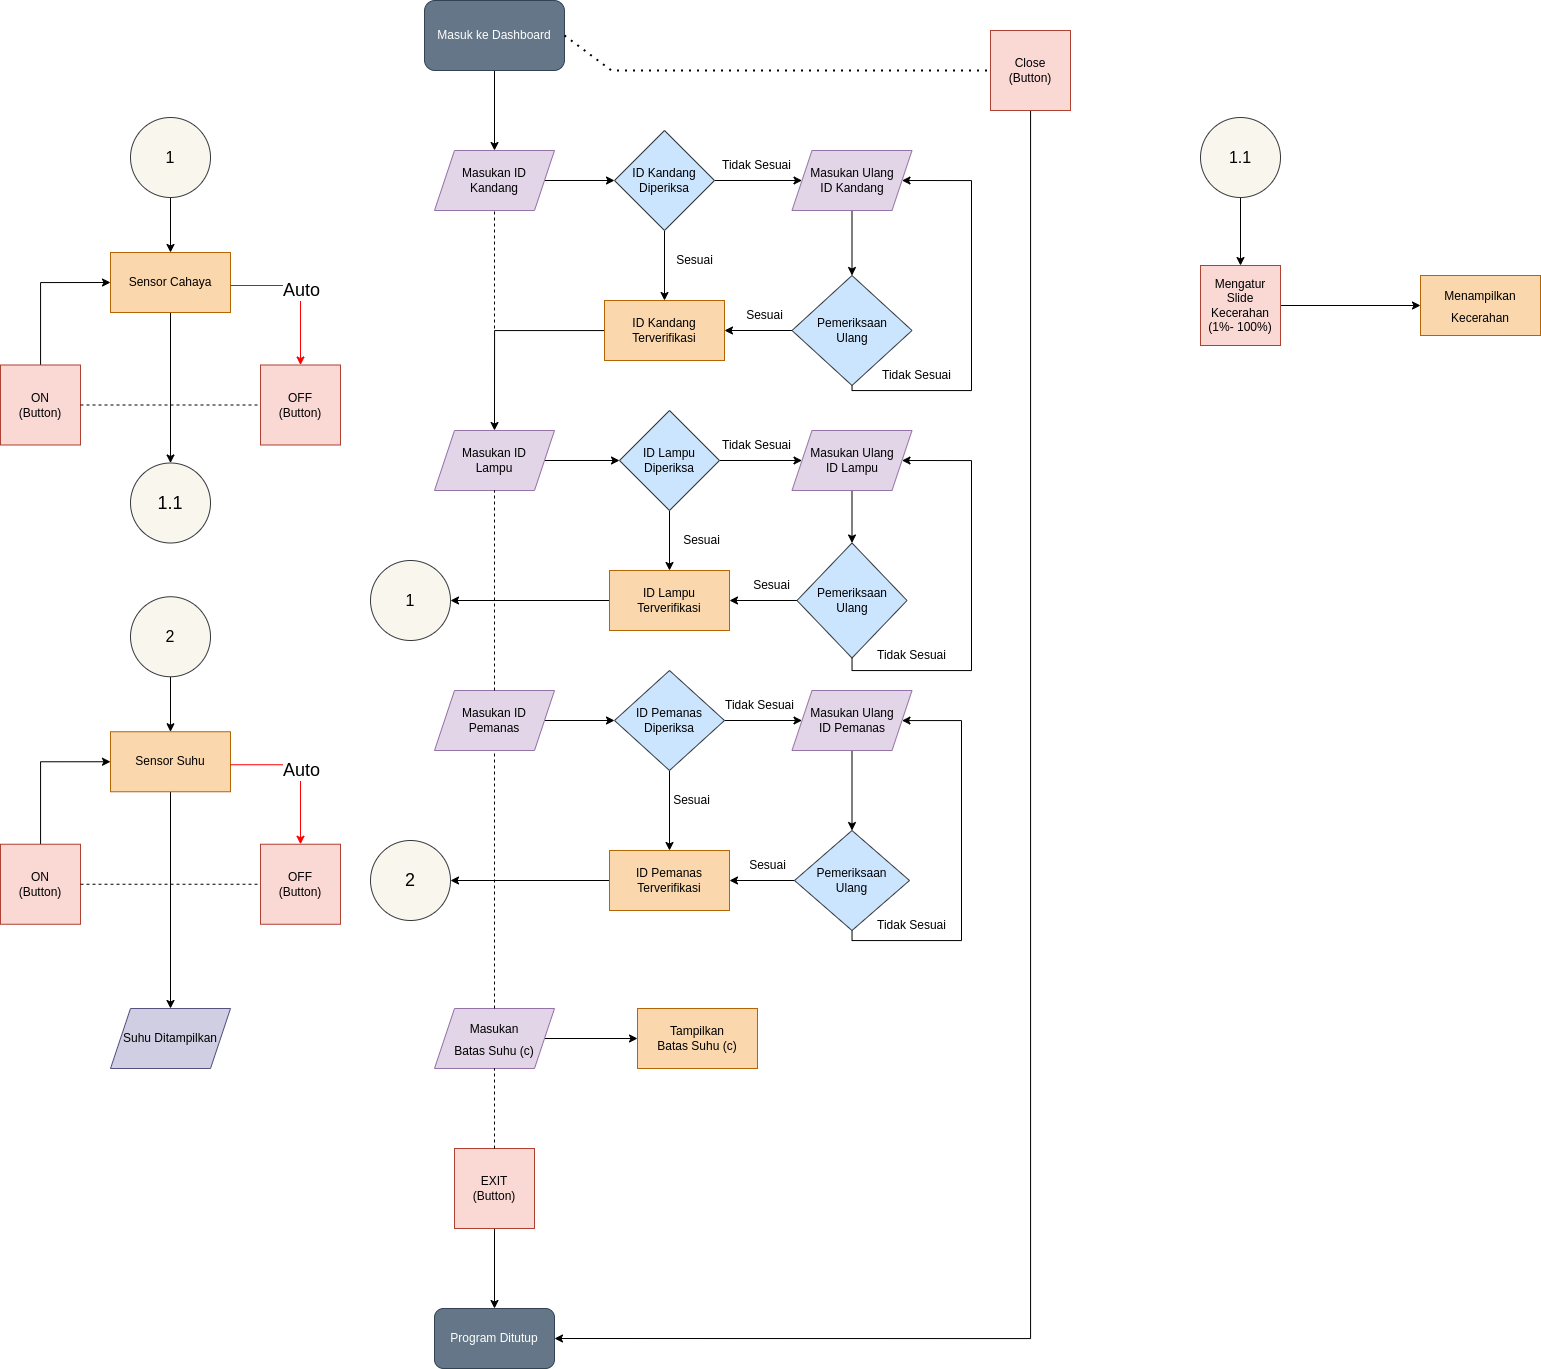 Masuk ke Dashboard
Close
(Button)
1
1.1
Masukan ID
Kandang
ID Kandang
Diperiksa
Tidak Sesuai
Masukan Ulang
ID Kandang
Sensor Cahaya
Auto
Sesuai
ID Kandang
Terverifikasi
Sesuai
Pemeriksaan
Ulang
Tidak Sesuai
Mengatur
Slide
Kecerahan
(1%- 100%)
Menampilkan
Kecerahan
ON
(Button)
OFF
(Button)
1.1
Masukan ID
Lampu
ID Lampu
Diperiksa
Tidak Sesuai
Masukan Ulang
ID Lampu
Sesuai
1
ID Lampu
Terverifikasi
Sesuai
Pemeriksaan
Ulang
Tidak Sesuai
2
Sensor Suhu
Auto
Masukan ID
Pemanas
ID Pemanas
Diperiksa
Tidak Sesuai
Masukan Ulang
ID Pemanas
Sesuai
ON
(Button)
OFF
(Button)
2
ID Pemanas
Terverifikasi
Sesuai
Pemeriksaan
Ulang
Tidak Sesuai
Suhu Ditampilkan
Masukan
Batas Suhu (c)
Tampilkan
Batas Suhu (c)
EXIT
(Button)
Program Ditutup